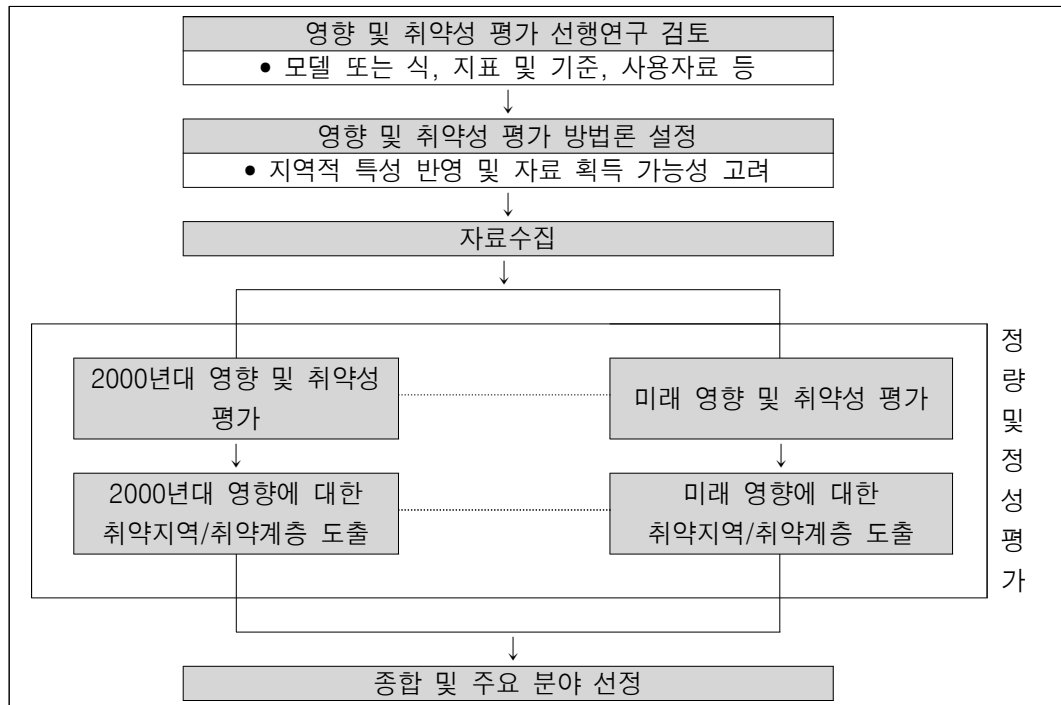 영향 및 취약성 평가 선행연구 검토
• 모델 또는 식, 지표 및 기준, 사용자료 등
영향 및 취약성 평가 방법론 설정
• 지역적 특성 반영 및 자료 획득 가능성 고려
자료수집
2000년대 영향 및 취약성
평가
미래 영향 및 취약성 평가
2000년대 영향에 대한
취약지역/취약계층 도출
미래 영향에 대한
취약지역/취약계층 도출
정
량
및
정
성
평
가
종합 및 주요 분야 선정